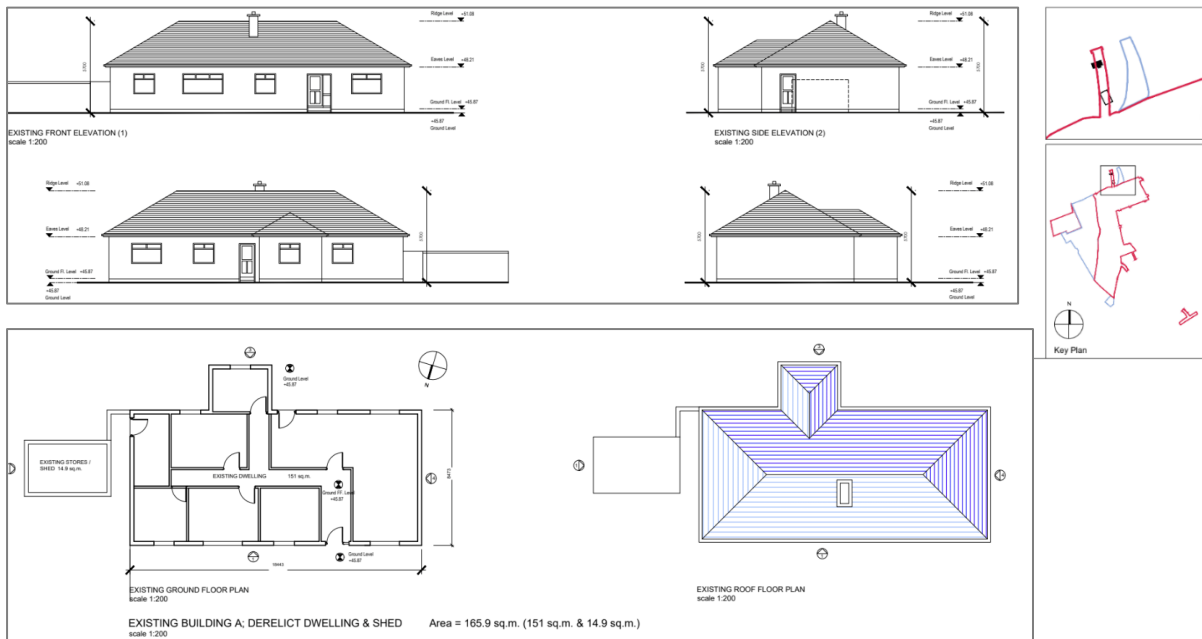 Ridge Level +51.08
Eaves Level +48.21
5700
Ground Fl. Level +45.87
+45.87
Ground Level
EXISTING FRONT ELEVATION (1)
scale 1:200
Ridge Level +51.08
Eaves Level +48.21
5700
5700
Ground Fl. Level +45.87
+45.87
Ground Level
EXISTING SIDE ELEVATION (2)
scale 1:200
Ridge Level +51.08
Eaves Level +48.21
5700
Ground Fl. Level +45.87
+45.87
Ground Level
Ridge Level +51.08
Eaves Level +48.21
5700
5700
Ground Fl. Level +45.87
+45.87
Ground Level
N
Key Plan
Ground Level
+45.87
N
EXISTING STORES /
SHED 14.9 sq.m.
EXISTING DWELLING 151 sq.m.
Ground FF. Level
+45.87
Ground Level
+45.87
EXISTING GROUND FLOOR PLAN
scale 1:200
EXISTING ROOF FLOOR PLAN
scale 1:200
EXISTING BUILDING A; DERELICT DWELLING & SHED Area = 165.9 sq.m. (151 sq.m. & 14.9 sq.m.)
scale 1:200